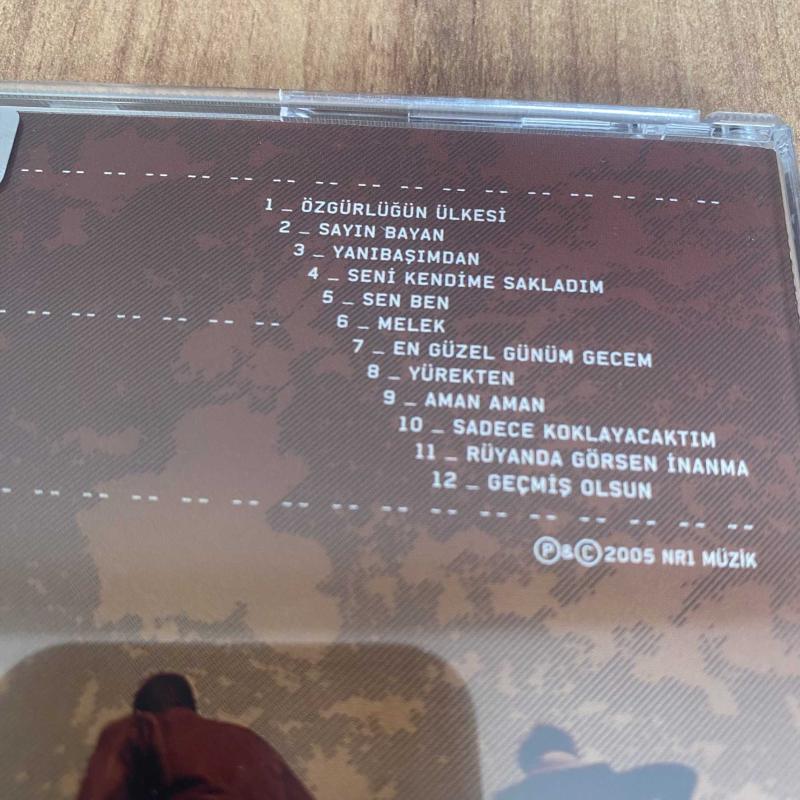 1 _ ÖZGÜRLÜĞÜN ÜLKESİ
2 _ SAYIN BAYAN
3 _ YANIBAŞIMDAN
4 _ SENİ KENDİME SAKLADIM
5 _ SEN BEN
6 _ MELEK
7 _ EN GÜZEL GÜNÜM GECEM
8 _ YÜREKTEN
9 _ AMAN AMAN
10 _ SADECE KOKLAYACAKTIM
11 _ RÜYANDA GÖRSEN İNANMA
12 _ GEÇMİŞ OLSUN
Ⓟ&Ⓒ2005 NR1 MÜZİK